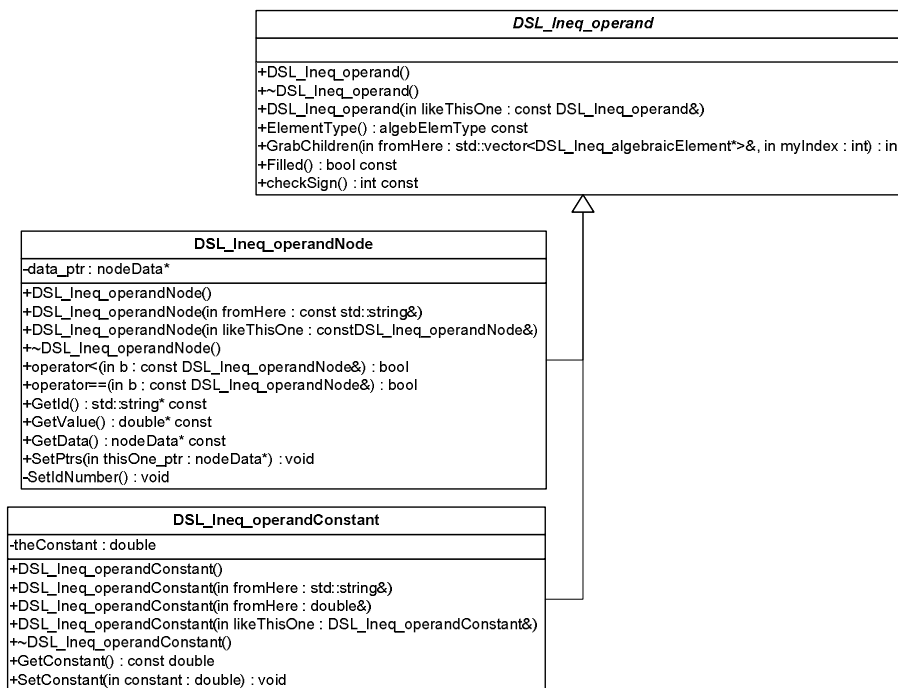 DSL_Ineq_operand
+DSL_Ineq_operand()
+~DSL_Ineq_operand()
+DSL_Ineq_operand(in likeThisOne : const DSL_Ineq_operand&)
+ElementType() : algebElemType const
+GrabChildren(in fromHere : std::vector<DSL_Ineq_algebraicElement*>&, in myIndex : int) : in
+Filled() : bool const
+checkSign() : int const
DSL_Ineq_operandNode
-data_ptr : nodeData*
+DSL_Ineq_operandNode()
+DSL_Ineq_operandNode(in fromHere : const std::string&)
+DSL_Ineq_operandNode(in likeThisOne : constDSL_Ineq_operandNode&)
+~DSL_Ineq_operandNode()
+operator<(in b : const DSL_Ineq_operandNode&) : bool
+operator==(in b : const DSL_Ineq_operandNode&) : bool
+GetId() : std::string* const
+GetValue() : double* const
+GetData() : nodeData* const
+SetPtrs(in thisOne_ptr : nodeData*) : void
-SetIdNumber() : void
DSL_Ineq_operandConstant
-theConstant : double
+DSL_Ineq_operandConstant()
+DSL_Ineq_operandConstant(in fromHere : std::string&)
+DSL_Ineq_operandConstant(in fromHere : double&)
+DSL_Ineq_operandConstant(in likeThisOne : DSL_Ineq_operandConstant&)
+~DSL_Ineq_operandConstant()
+GetConstant() : const double
+SetConstant(in constant : double) : void